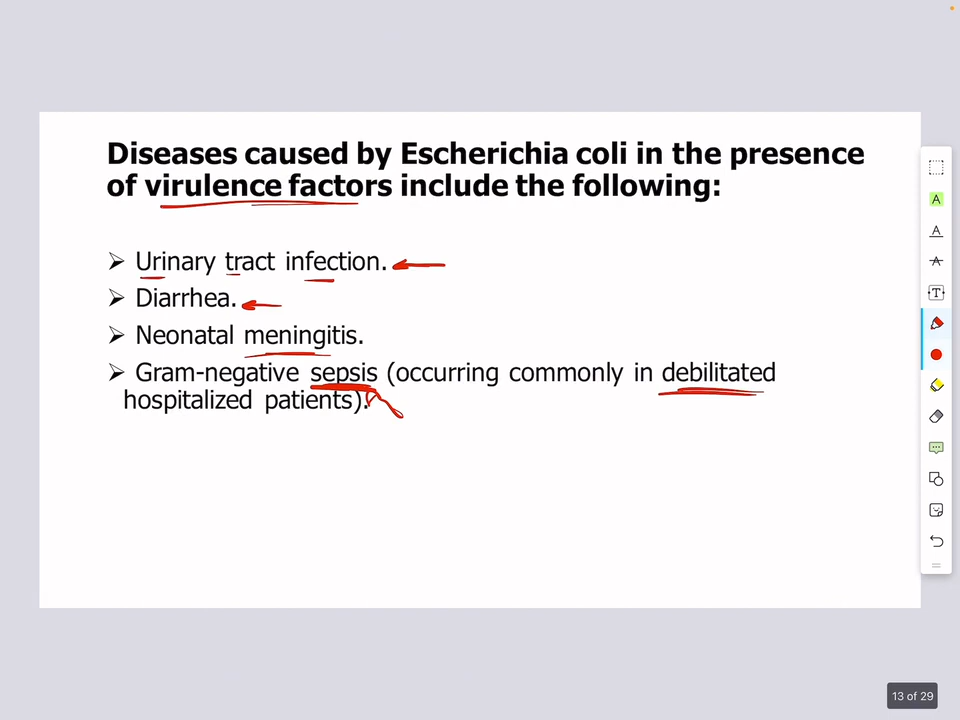 Diseases caused by Escherichia coli in the presence
of virulence factors include the following:
➢ Urinary tract infection.
➢ Diarrhea.
➢ Neonatal meningitis.
➢ Gram-negative sepsis (occurring commonly in debilitated
hospitalized patients).
A
A
A
T
13 of 29